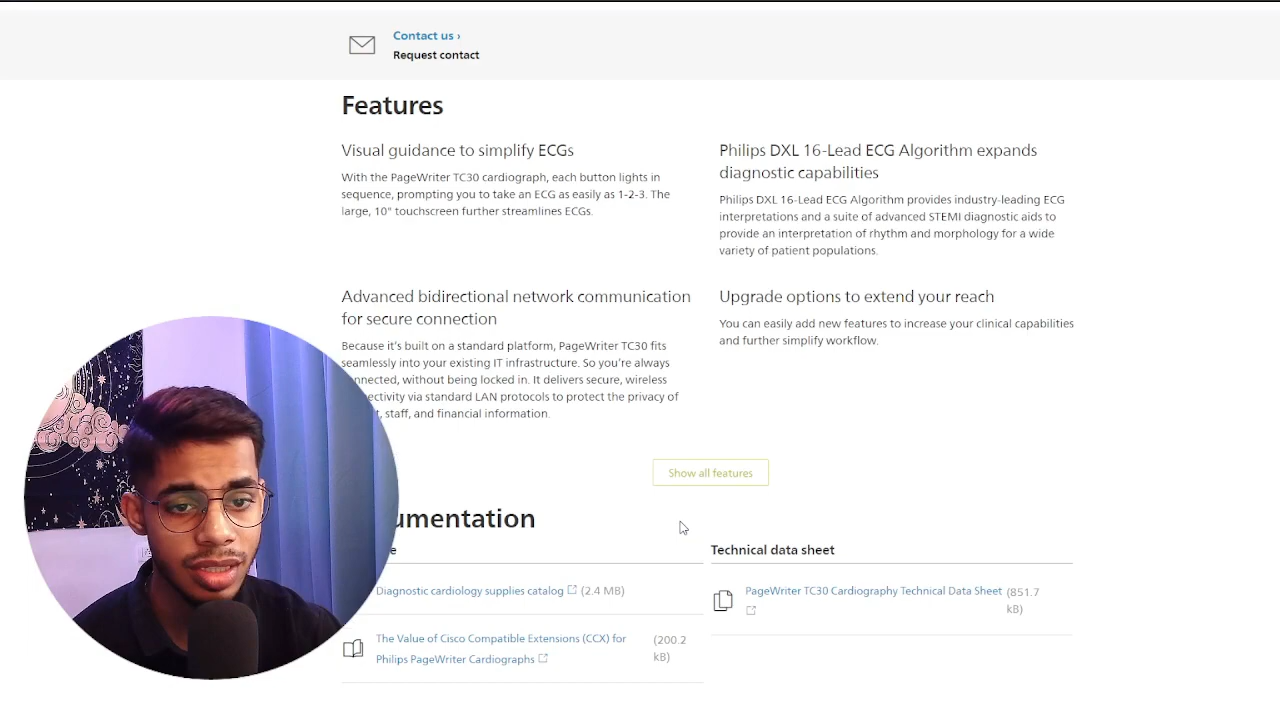 Contact us ›
Request contact
Features
Visual guidance to simplify ECGs
With the PageWriter TC30 cardiograph, each button lights in
sequence, prompting you to take an ECG as easily as 1-2-3. The
large, 10" touchscreen further streamlines ECGs.
Philips DXL 16-Lead ECG Algorithm expands
diagnostic capabilities
Philips DXL 16-Lead ECG Algorithm provides industry-leading ECG
interpretations and a suite of advanced STEMI diagnostic aids to
provide an interpretation of rhythm and morphology for a wide
variety of patient populations.
Advanced bidirectional network communication
for secure connection
Because it's built on a standard platform, PageWriter TC30 fits
seamlessly into your existing IT infrastructure. So you're always
connected, without being locked in. It delivers secure, wireless
via standard LAN protocols to protect the privacy of
staff, and financial information.
Upgrade options to extend your reach
You can easily add new features to increase your clinical capabilities
and further simplify workflow.
Show all features
umentation
Diagnostic cardiology supplies catalog (2.4 MB)
The Value of Cisco Compatible Extensions (CCX) for
Philips PageWriter Cardiographs
(200.2
kB)
Technical data sheet
PageWriter TC30 Cardiography Technical Data Sheet
(851.7
kB)